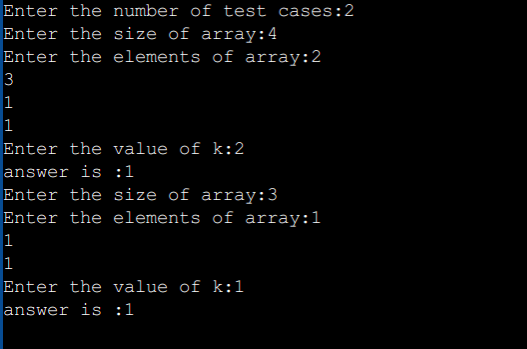 Enter the number of test cases:2
Enter the size of array:4
Enter the elements of array:2
3
1
1
Enter the value of k:2
answer is :1
Enter the size of array:3
Enter the elements of array:1
1
1
Enter the value of k:1
answer is :1